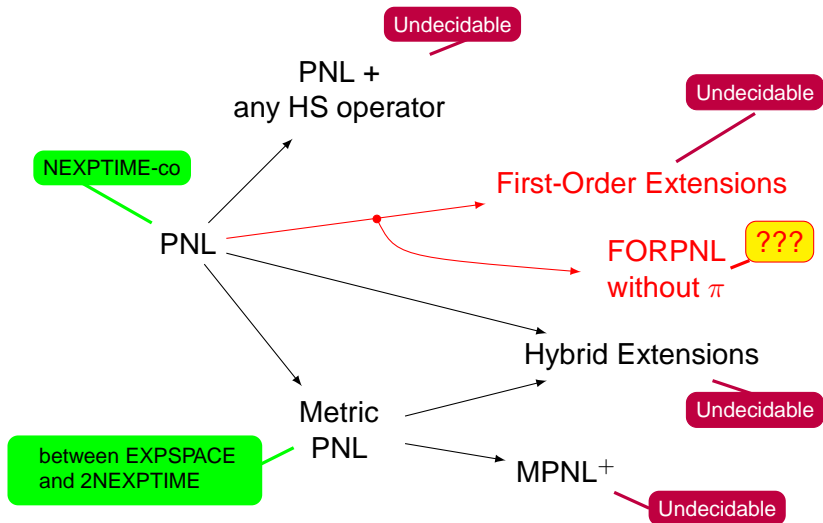 Undecidable
PNL +
any HS operator
Undecidable
NEXPTIME-co
First-Order Extensions
???
PNL
FORPNL
without π
Hybrid Extensions
Undecidable
Metric
PNL
between EXPSPACE
and 2NEXPTIME
MPNL⁺
Undecidable